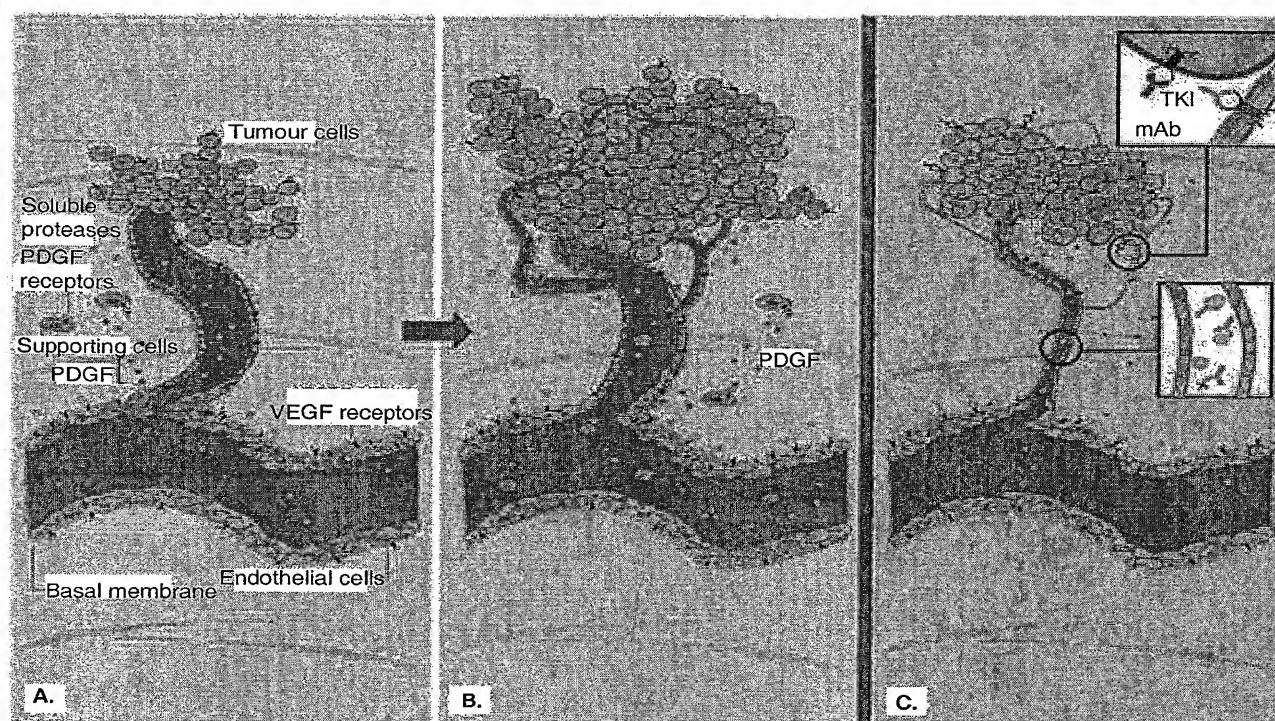 Tumour cells
Soluble
proteases
PDGF
receptors
Supporting cells
PDGF
VEGF receptors
Endothelial cells
Basal membrane
A.
PDGF
B.
TKI
mAb
C.